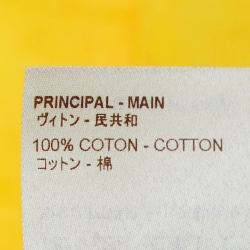 PRINCIPAL - MAIN
ヴィトン - 民共和
100% COTON - COTTON
コットン - 棉